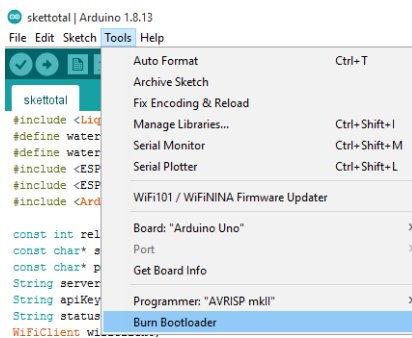 skettotal | Arduino 1.8.13
File Edit Sketch Tools Help
Auto Format Ctrl+T
Archive Sketch
Fix Encoding & Reload
Manage Libraries... Ctrl+Shift+I
Serial Monitor Ctrl+Shift+M
Serial Plotter Ctrl+Shift+L
WiFi101 / WiFiNINA Firmware Updater
Board: "Arduino Uno"
Port
Get Board Info
Programmer: "AVRISP mkII"
Burn Bootloader
skettotal
#include <Liq
#define water
#define water
#include <ESP
#include <ESP
#include <Ard
const int rel
const char* s
const char* p
String server
String apiKey
String status
WiFiClient wi